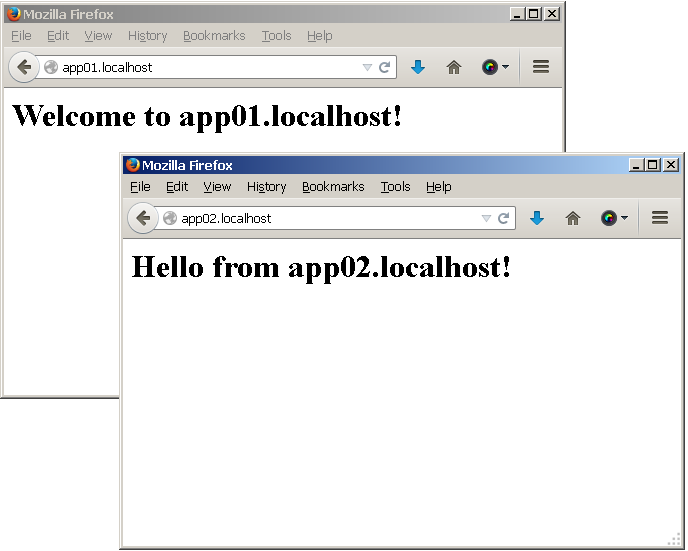 Mozilla Firefox
File Edit View History Bookmarks Tools Help
app01.localhost
Welcome to app01.localhost!
Mozilla Firefox
File Edit View History Bookmarks Tools Help
app02.localhost
Hello from app02.localhost!